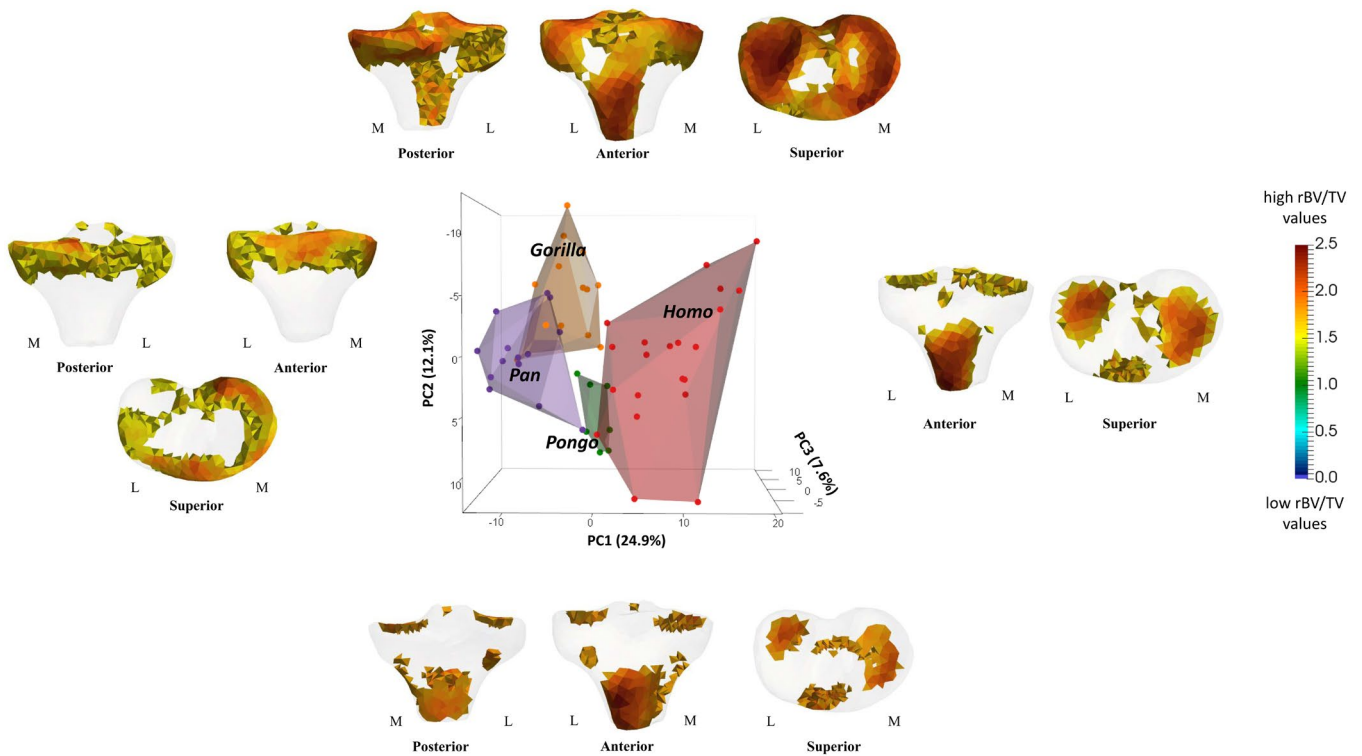 M L M
Posterior
L M
Anterior
L M
Superior
M L
Posterior
L M
Anterior
L M
Superior
-10
-5
0
5
10
PC2 (12.1%)
Gorilla
Homo
Pan
Pongo
-10 0 10 20
PC1 (24.9%)
PC3 (7.6%)
10
5
0
-5
L M
Anterior
L M
Superior
high rBV/TV
values
2.5
2.0
1.5
1.0
0.5
0.0
low rBV/TV
values
M L
Posterior
L M
Anterior
L M
Superior